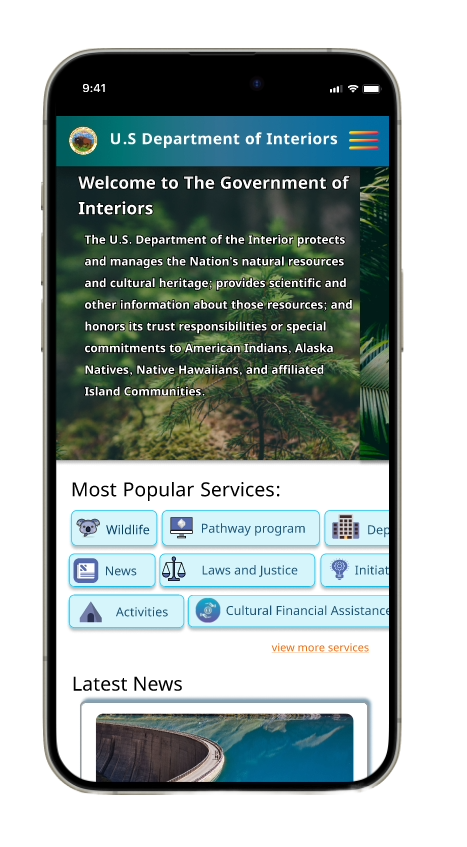 9:41
U.S Department of Interiors
Welcome to The Government of
Interiors
The U.S. Department of the Interior protects
and manages the Nation's natural resources
and cultural heritage; provides scientific and
other information about those resources; and
honors its trust responsibilities or special
commitments to American Indians, Alaska
Natives, Native Hawaiians, and affiliated
Island Communities.
Most Popular Services:
Wildlife
Pathway program
Dep
News
Laws and Justice
Initiat
Activities
Cultural Financial Assistance
view more services
Latest News